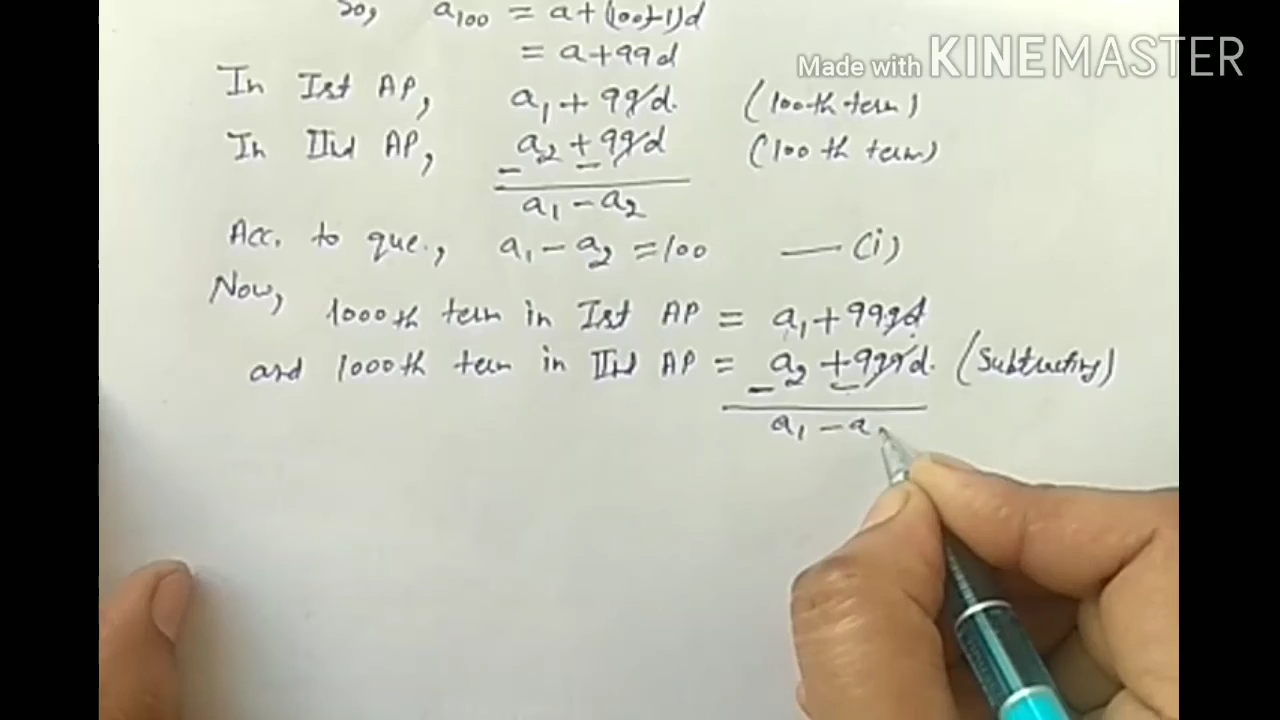 So, a100 = a + (100-1)d
= a + 99d
Made with KINEMASTER
In Ist AP, a1 + 99d. (100th term)
In IInd AP, a2 + 99d (100th term)
— —
a1 - a2
Acc. to que., a1 - a2 = 100 — (i)
Now,
1000th term in Ist AP = a1 + 999d
and 1000th term in IInd AP = a2 + 999d. (Subtracting)
— —
a1 - a